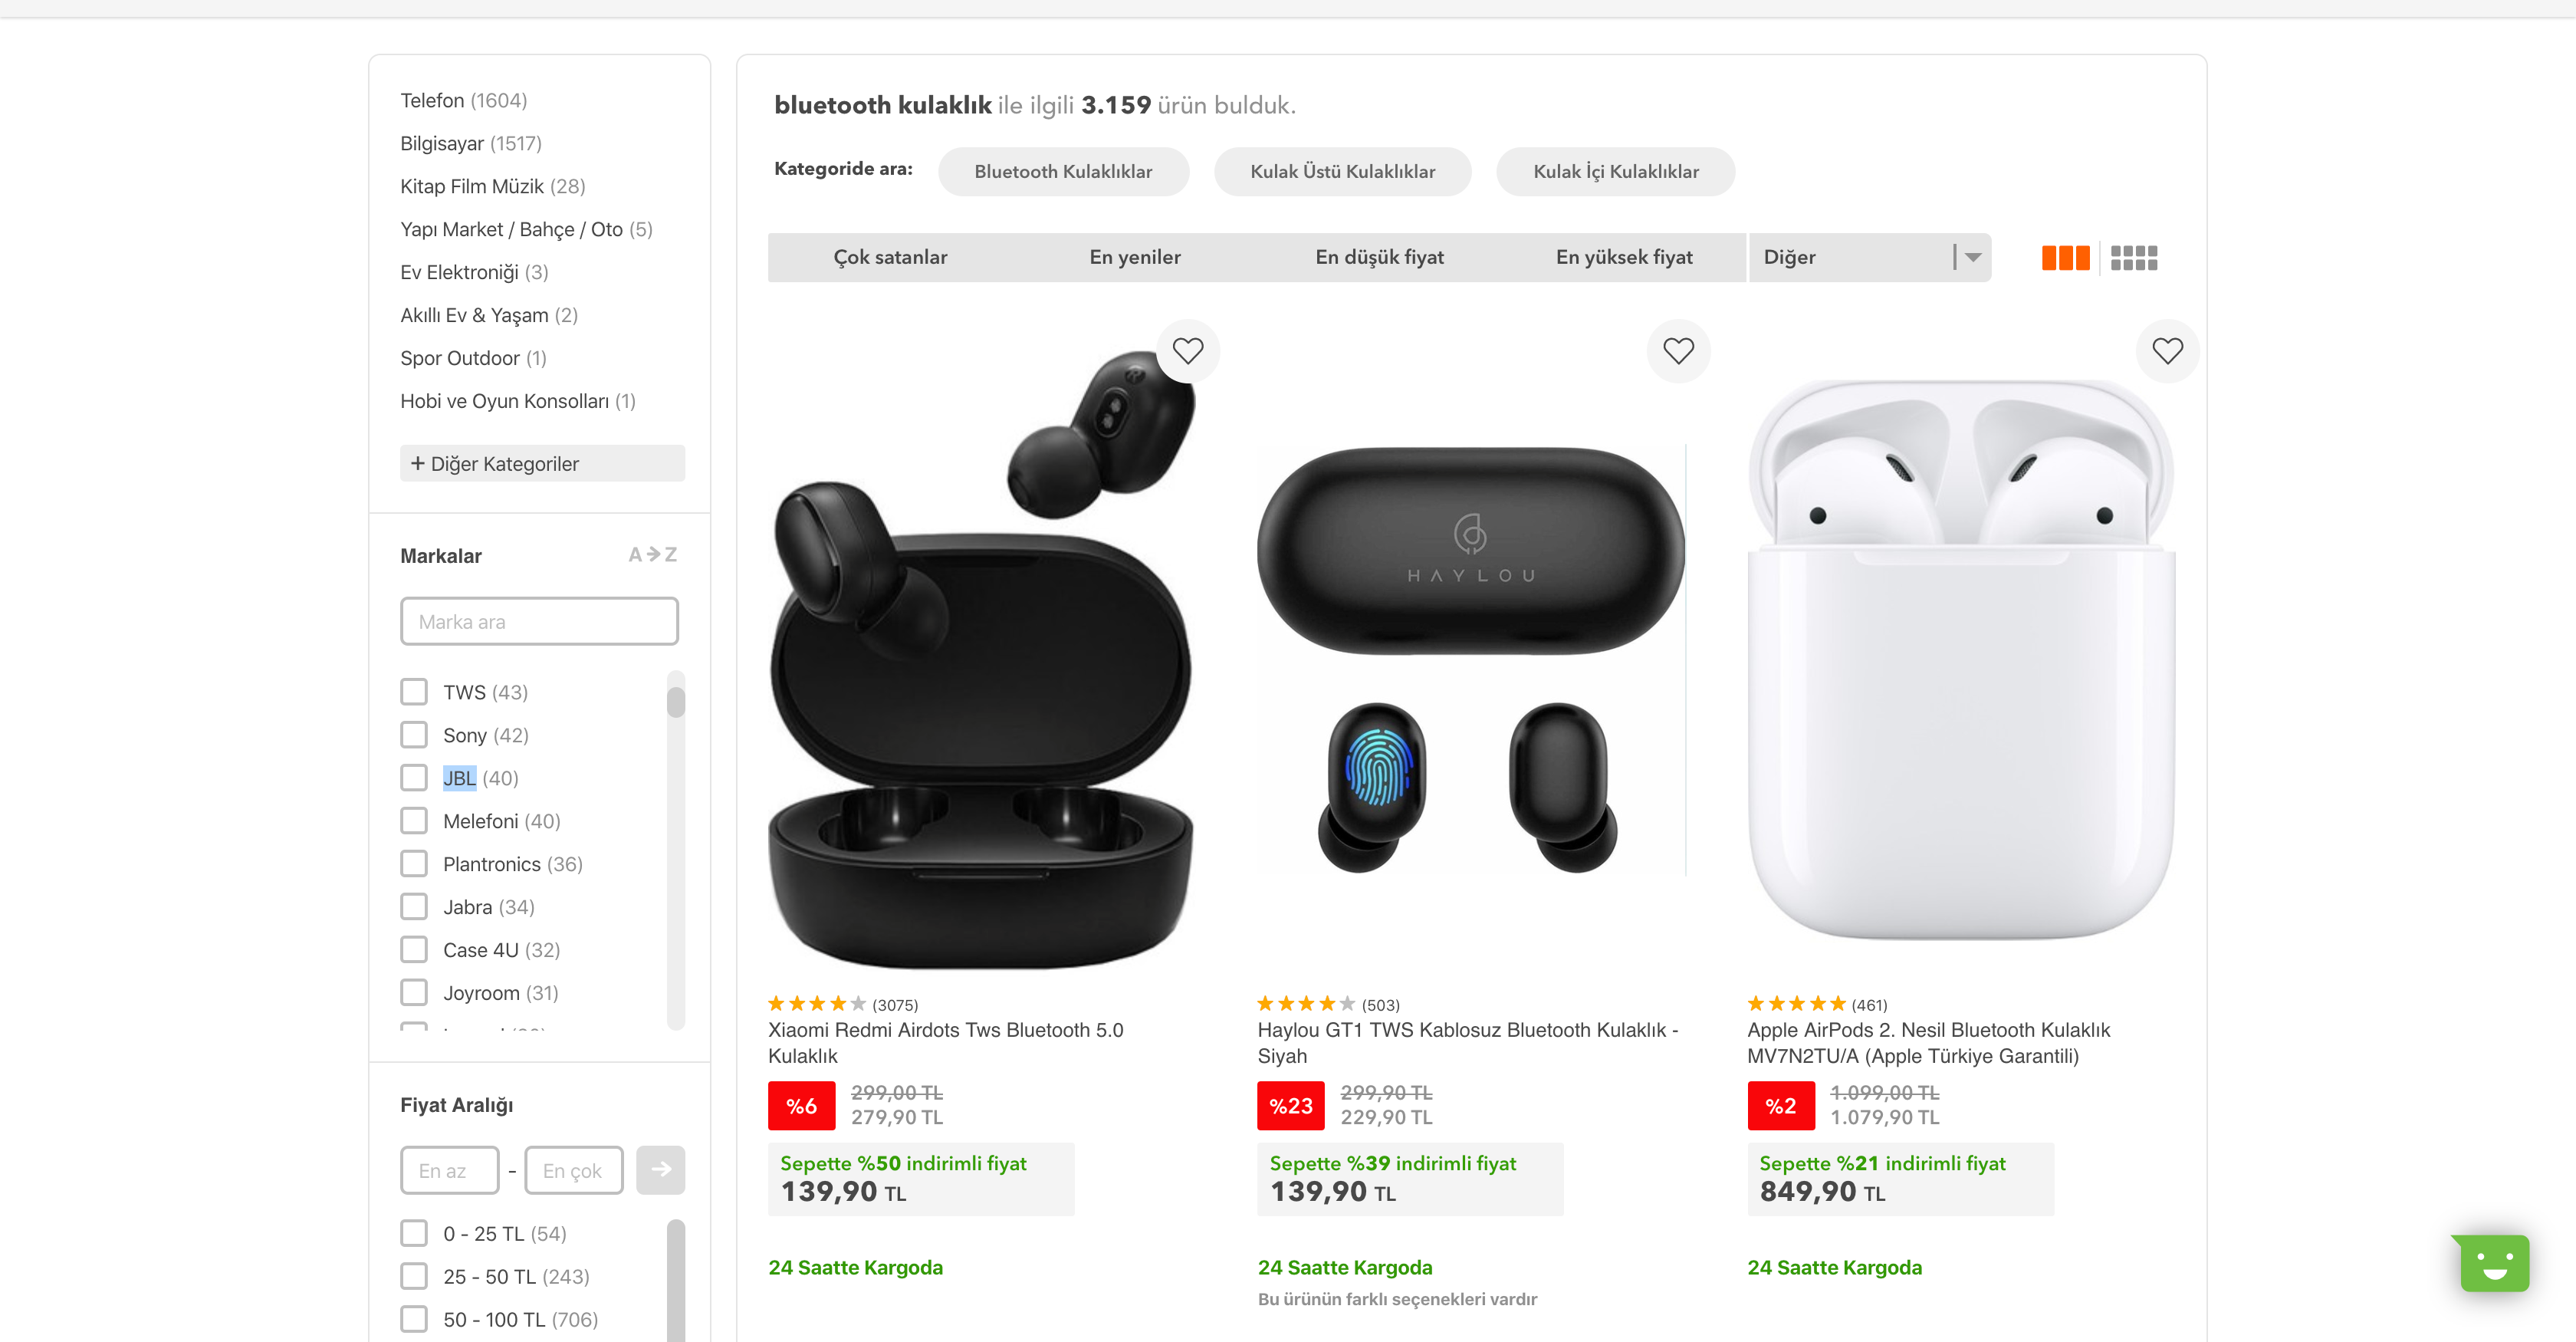 Telefon (1604)
Bilgisayar (1517)
Kitap Film Müzik (28)
Yapı Market / Bahçe / Oto (5)
Ev Elektroniği (3)
Akıllı Ev & Yaşam (2)
Spor Outdoor (1)
Hobi ve Oyun Konsolları (1)
+ Diğer Kategoriler
Markalar
A → Z
Marka ara
TWS (43)
Sony (42)
JBL (40)
Melefoni (40)
Plantronics (36)
Jabra (34)
Case 4U (32)
Joyroom (31)
Fiyat Aralığı
En az - En çok
0 - 25 TL (54)
25 - 50 TL (243)
50 - 100 TL (706)
bluetooth kulaklık ile ilgili 3.159 ürün bulduk.
Kategoride ara: Bluetooth Kulaklıklar Kulak Üstü Kulaklıklar Kulak İçi Kulaklıklar
Çok satanlar En yeniler En düşük fiyat En yüksek fiyat Diğer
HAYLOU
(3075)
Xiaomi Redmi Airdots Tws Bluetooth 5.0
Kulaklık
%6
299,00 TL
279,90 TL
Sepette %50 indirimli fiyat
139,90 TL
24 Saatte Kargoda
(503)
Haylou GT1 TWS Kablosuz Bluetooth Kulaklık -
Siyah
%23
299,90 TL
229,90 TL
Sepette %39 indirimli fiyat
139,90 TL
24 Saatte Kargoda
Bu ürünün farklı seçenekleri vardır
(461)
Apple AirPods 2. Nesil Bluetooth Kulaklık
MV7N2TU/A (Apple Türkiye Garantili)
%2
1.099,00 TL
1.079,90 TL
Sepette %21 indirimli fiyat
849,90 TL
24 Saatte Kargoda